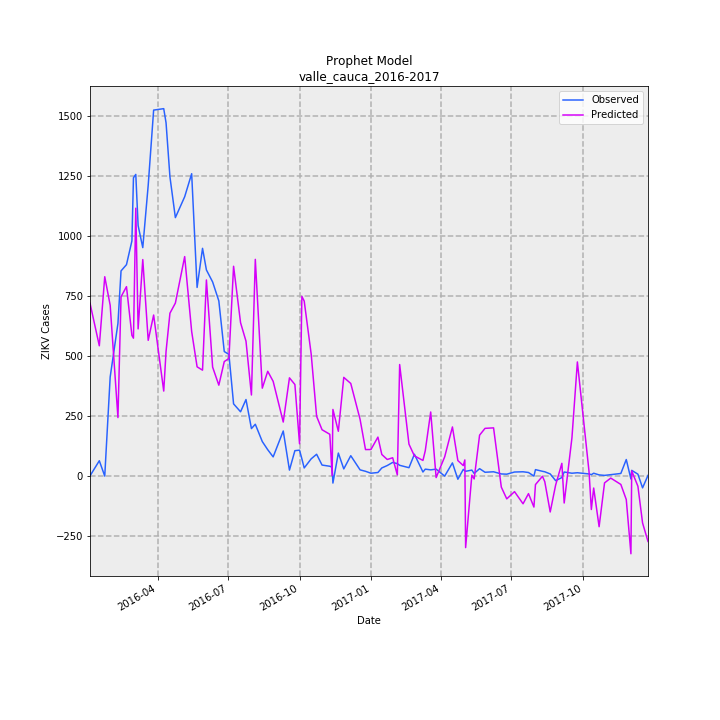 Prophet Model
valle_cauca_2016-2017
Observed
Predicted
1500
1250
1000
750
500
250
0
−250
ZIKV Cases
2016-04
2016-07
2016-10
2017-01
2017-04
2017-07
2017-10
Date